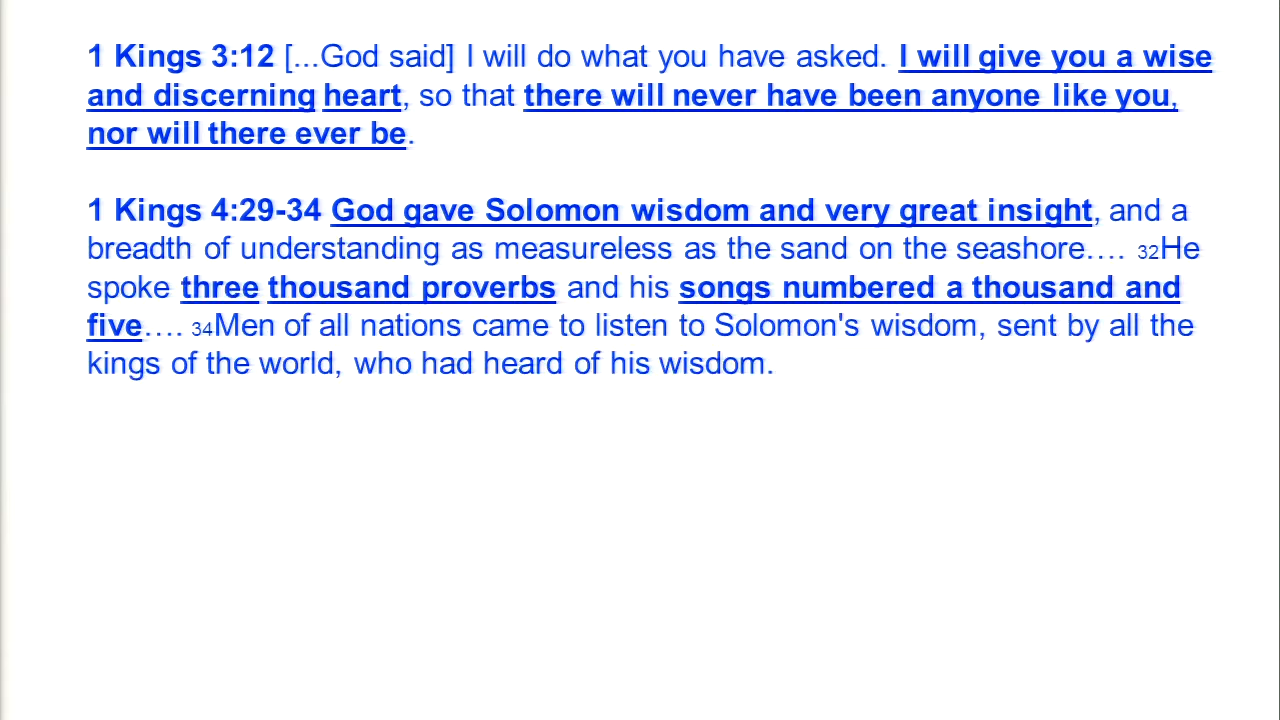 1 Kings 3:12 [...God said] I will do what you have asked. I will give you a wise
and discerning heart, so that there will never have been anyone like you,
nor will there ever be.
1 Kings 4:29-34 God gave Solomon wisdom and very great insight, and a
breadth of understanding as measureless as the sand on the seashore…. 32He
spoke three thousand proverbs and his songs numbered a thousand and
five…. 34Men of all nations came to listen to Solomon's wisdom, sent by all the
kings of the world, who had heard of his wisdom.